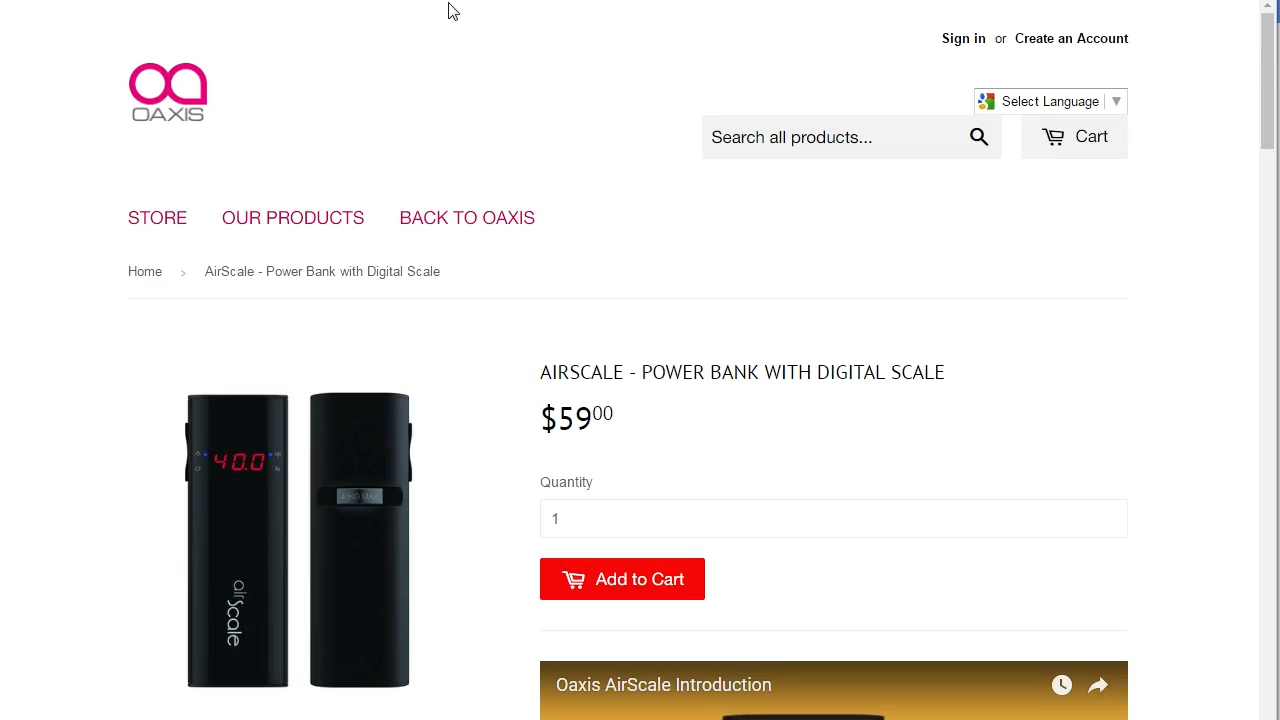 Sign in or Create an Account
OAXIS
Select Language ▼
Search all products...
Cart
STORE OUR PRODUCTS BACK TO OAXIS
Home › AirScale - Power Bank with Digital Scale
AIRSCALE - POWER BANK WITH DIGITAL SCALE
$5900
Quantity
1
Add to Cart
40.0
40KG MAX
airScale
Oaxis AirScale Introduction